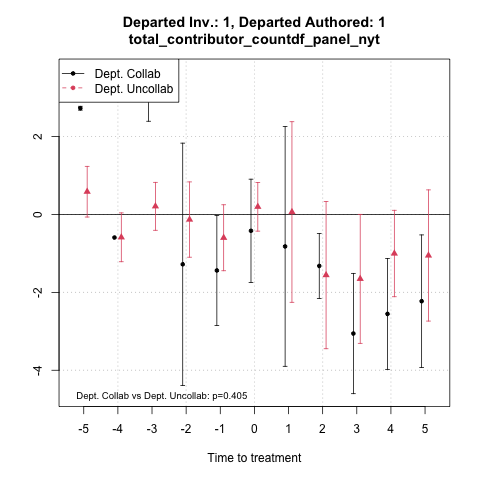 Departed Inv.: 1, Departed Authored: 1
total_contributor_countdf_panel_nyt
Dept. Collab
Dept. Uncollab
2
0
-2
-4
Dept. Collab vs Dept. Uncollab: p=0.405
-5 -4 -3 -2 -1 0 1 2 3 4 5
Time to treatment